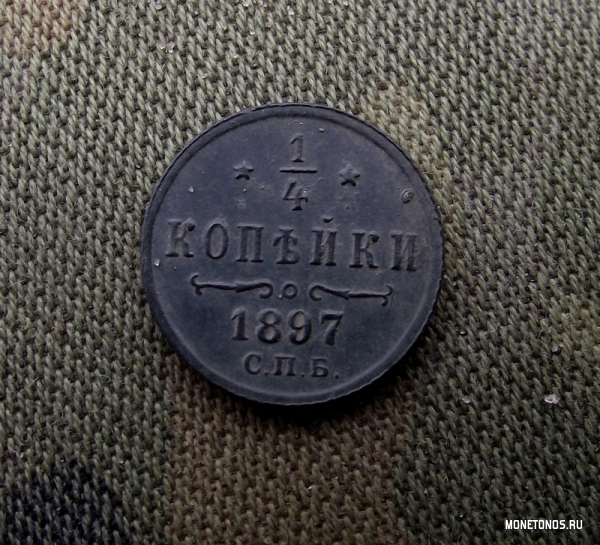 1/4
КОПѢЙКИ
1897
С.П.Б.
MONETONOS.RU